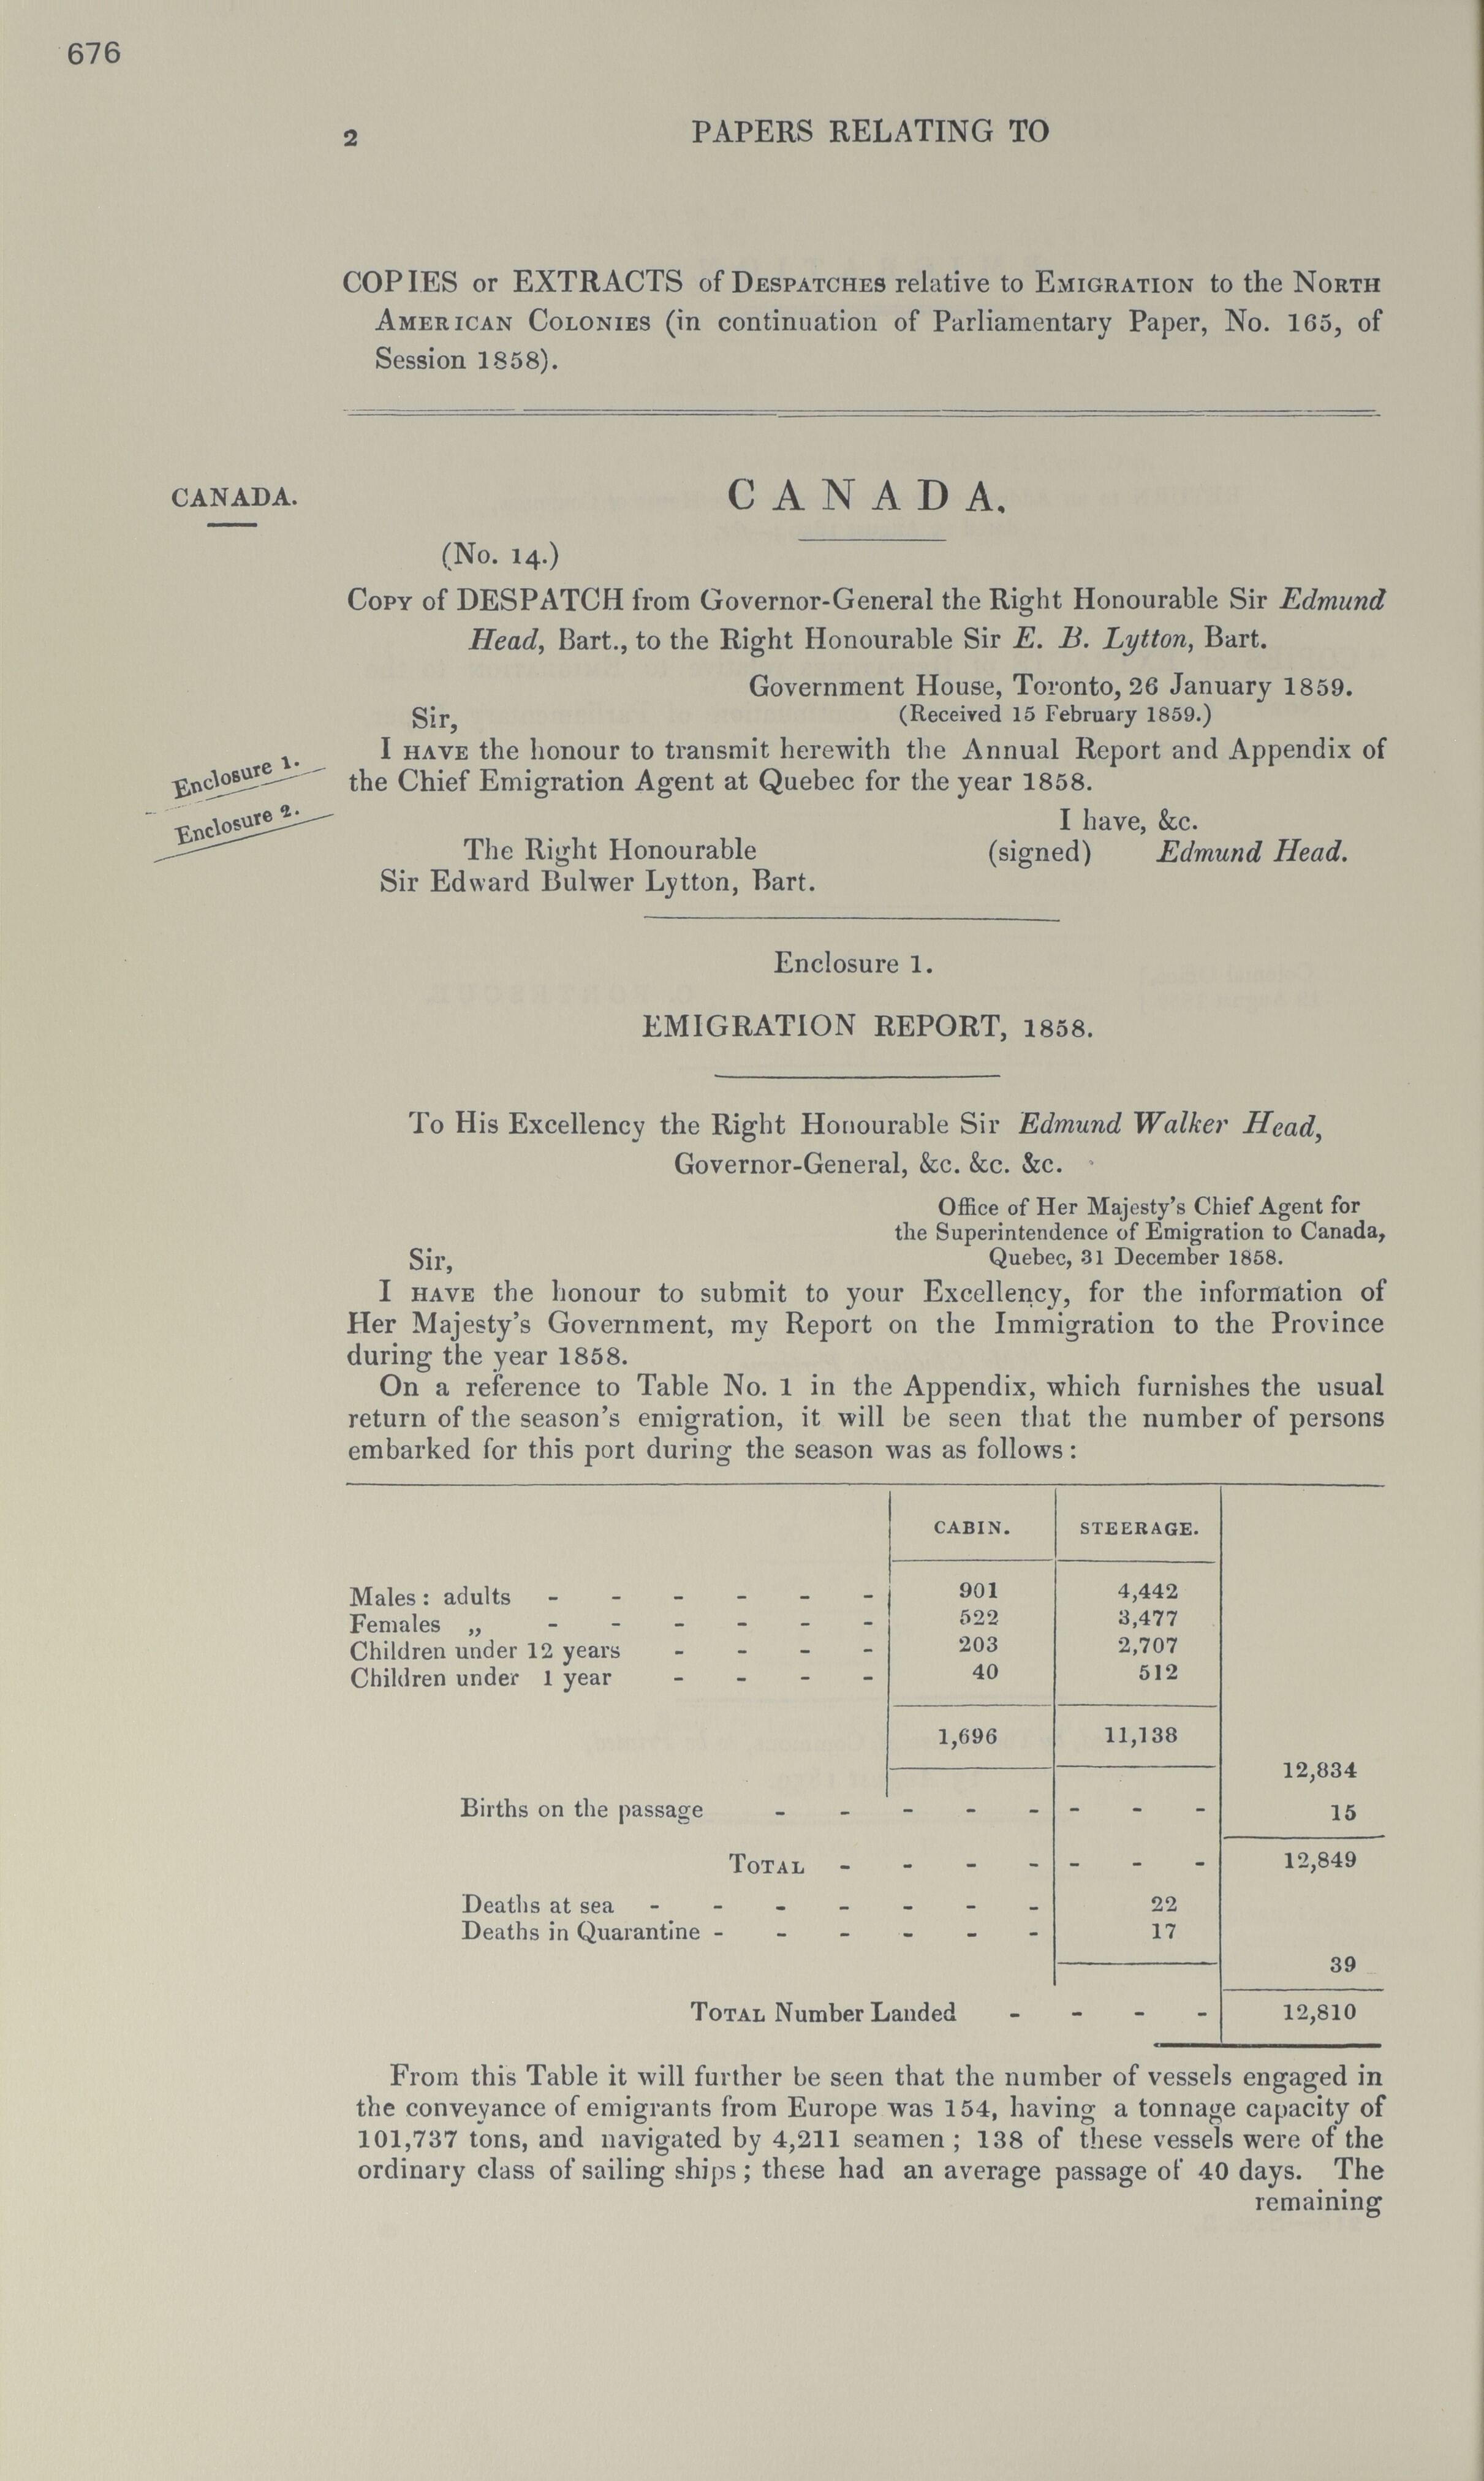 676
2 PAPERS RELATING TO
COPIES or EXTRACTS of DESPATCHES relative to EMIGRATION to the NORTH
AMERICAN COLONIES (in continuation of Parliamentary Paper, No. 165, of
Session 1858).
CANADA.
CANADA.
(No. 14.)
COPY of DESPATCH from Governor-General the Right Honourable Sir Edmund
Head, Bart., to the Right Honourable Sir E. B. Lytton, Bart.
Government House, Toronto, 26 January 1859.
Sir, (Received 15 February 1859.)
Enclosure 1.
Enclosure 2.
I HAVE the honour to transmit herewith the Annual Report and Appendix of
the Chief Emigration Agent at Quebec for the year 1858.
I have, &c.
The Right Honourable (signed) Edmund Head.
Sir Edward Bulwer Lytton, Bart.
Enclosure 1.
EMIGRATION REPORT, 1858.
To His Excellency the Right Honourable Sir Edmund Walker Head,
Governor-General, &c. &c. &c.
Office of Her Majesty's Chief Agent for
the Superintendence of Emigration to Canada,
Sir, Quebec, 31 December 1858.
I HAVE the honour to submit to your Excellency, for the information of
Her Majesty's Government, my Report on the Immigration to the Province
during the year 1858.
On a reference to Table No. 1 in the Appendix, which furnishes the usual
return of the season's emigration, it will be seen that the number of persons
embarked for this port during the season was as follows:
CABIN. STEERAGE.
Males: adults - - - - - - 901 4,442
Females „ - - - - - - 522 3,477
Children under 12 years - - - - 203 2,707
Children under 1 year - - - - 40 512
1,696 11,138
12,834
Births on the passage - - - - - - - - 15
TOTAL - - - - - - - 12,849
Deaths at sea - - - - - - - 22
Deaths in Quarantine - - - - - - 17
39
TOTAL Number Landed - - - - 12,810
From this Table it will further be seen that the number of vessels engaged in
the conveyance of emigrants from Europe was 154, having a tonnage capacity of
101,737 tons, and navigated by 4,211 seamen; 138 of these vessels were of the
ordinary class of sailing ships; these had an average passage of 40 days. The
remaining